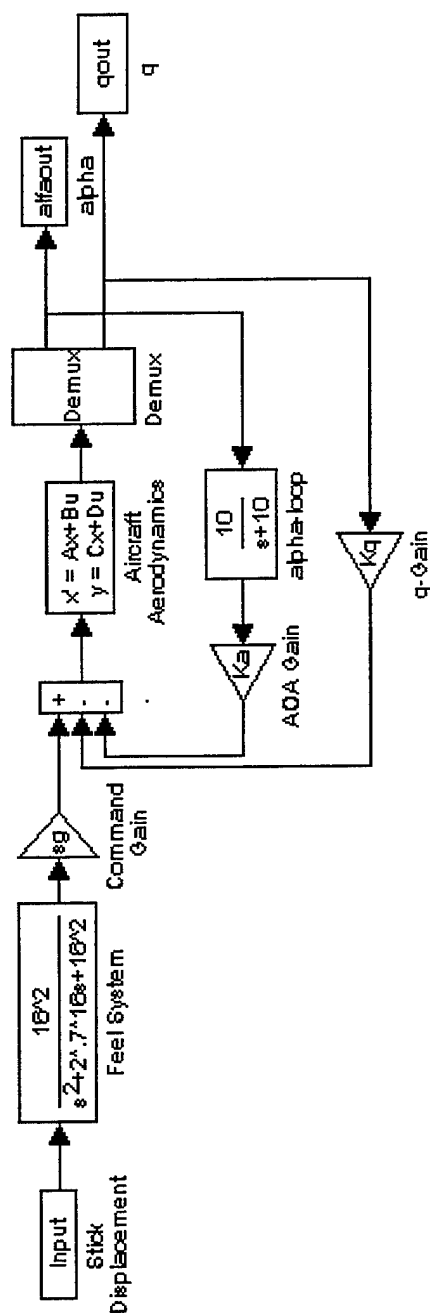 Input
Stick
Displacement
16^2
s2+2*.7*16s+16^2
Feel System
sg
Command
Gain
+
-
-
x' = Ax+Bu
y = Cx+Du
Aircraft
Aerodynamics
Demux
Demux
alfaout
alpha
qout
q
10
s+10
alpha-loop
Ka
AOA Gain
Kq
q-Gain